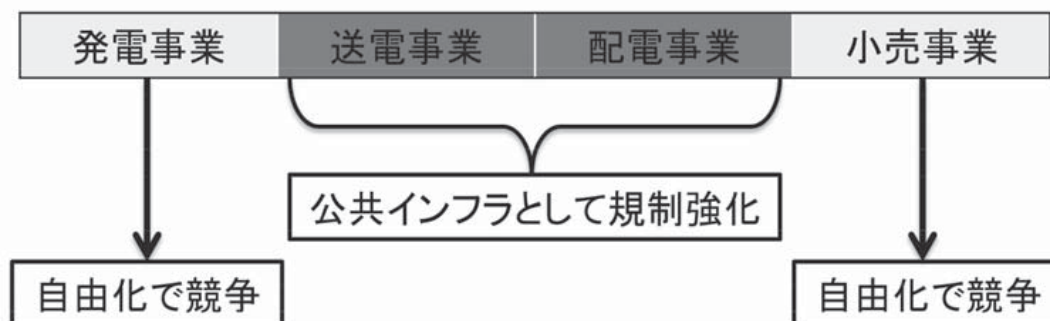 発電事業 送電事業 配電事業 小売事業
公共インフラとして規制強化
自由化で競争 自由化で競争